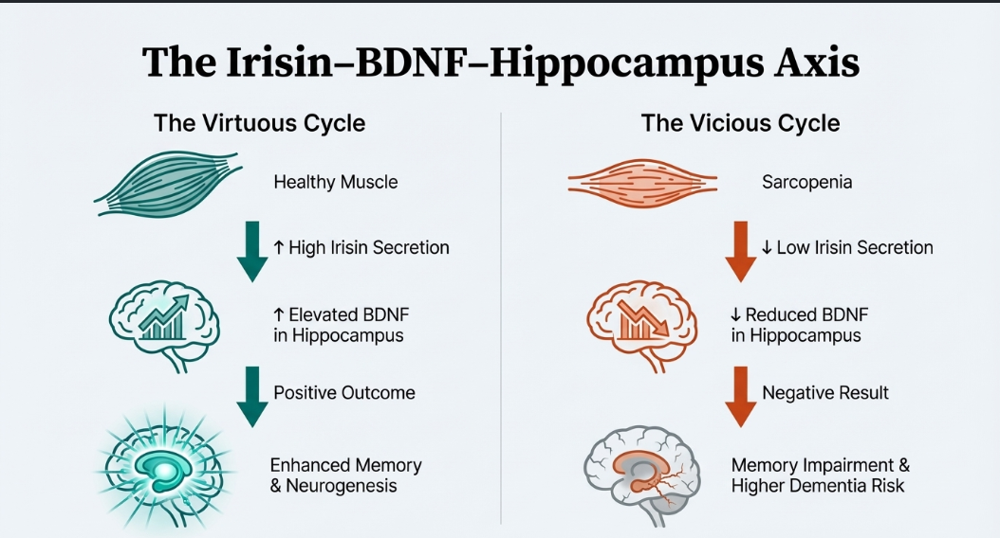 The Irisin–BDNF–Hippocampus Axis
The Virtuous Cycle
Healthy Muscle
↑ High Irisin Secretion
↑ Elevated BDNF
in Hippocampus
Positive Outcome
Enhanced Memory
& Neurogenesis
The Vicious Cycle
Sarcopenia
↓ Low Irisin Secretion
↓ Reduced BDNF
in Hippocampus
Negative Result
Memory Impairment &
Higher Dementia Risk